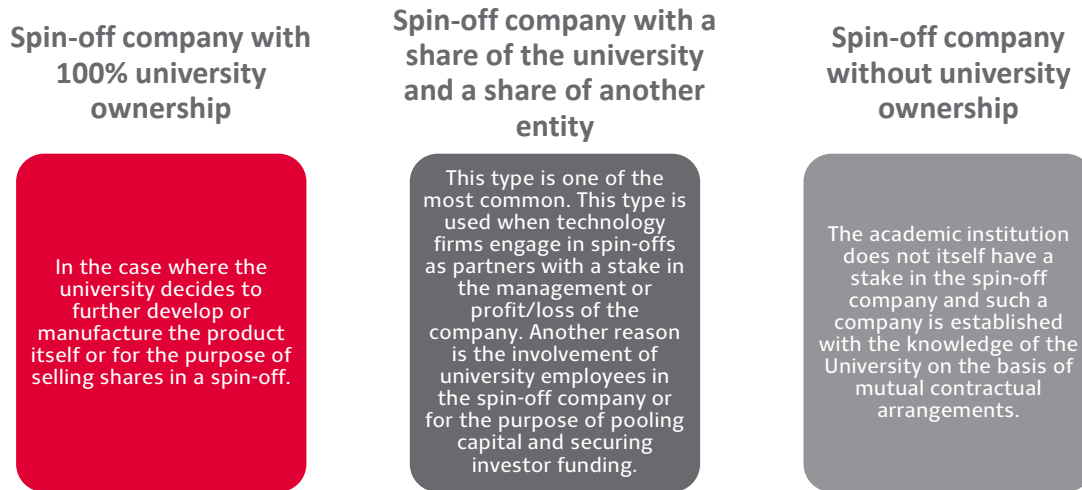 Spin-off company with
100% university
ownership
In the case where the
university decides to
further develop or
manufacture the product
itself or for the purpose of
selling shares in a spin-off.
Spin-off company with a
share of the university
and a share of another
entity
This type is one of the
most common. This type is
used when technology
firms engage in spin-offs
as partners with a stake in
the management or
profit/loss of the
company. Another reason
is the involvement of
university employees in
the spin-off company or
for the purpose of pooling
capital and securing
investor funding.
Spin-off company
without university
ownership
The academic institution
does not itself have a
stake in the spin-off
company and such a
company is established
with the knowledge of the
University on the basis of
mutual contractual
arrangements.